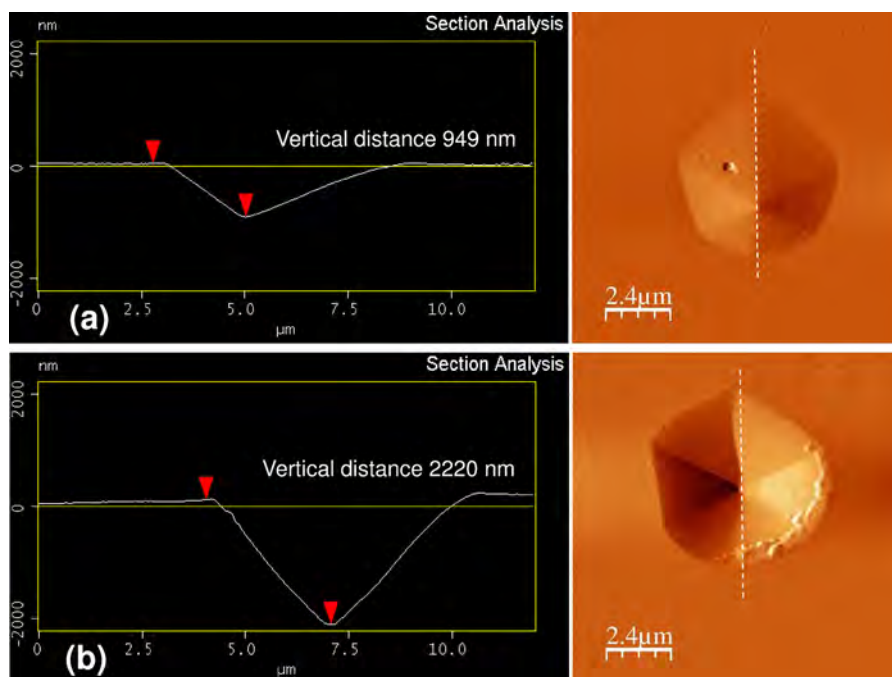 Section Analysis
nm
2000
0
-2000
Vertical distance 949 nm
0
2.5
5.0
7.5
10.0
µm
(a)
2.4µm
Section Analysis
nm
2000
0
-2000
Vertical distance 2220 nm
0
2.5
5.0
7.5
10.0
µm
(b)
2.4µm